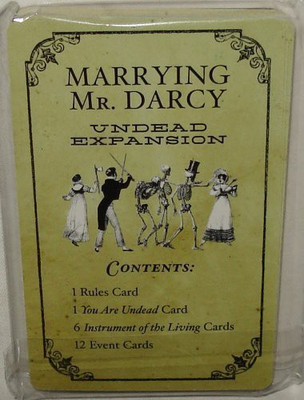 MARRYING
MR. DARCY
UNDEAD
EXPANSION
CONTENTS:
1 Rules Card
1 You Are Undead Card
6 Instrument of the Living Cards
12 Event Cards